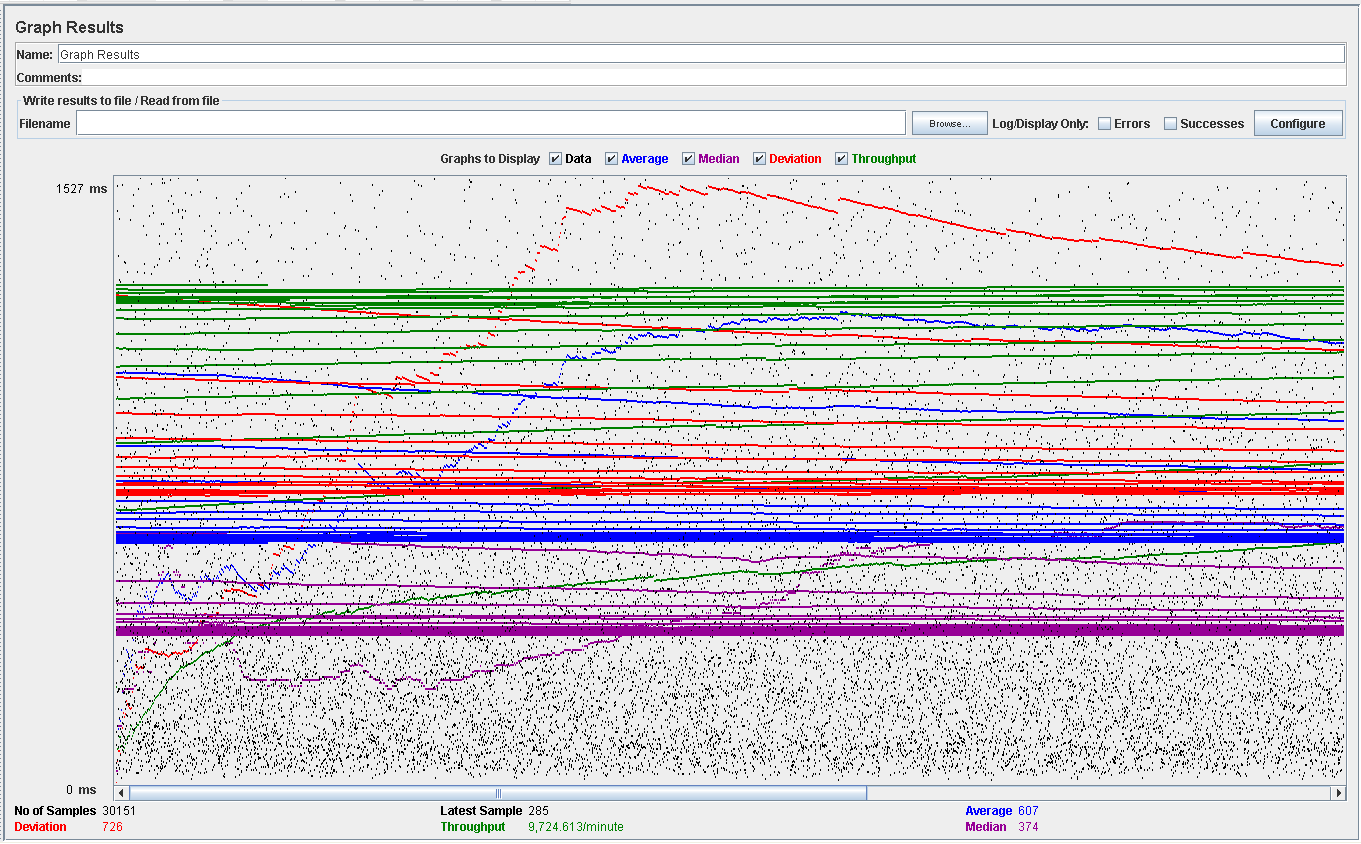 Graph Results
Name: Graph Results
Comments:
Write results to file / Read from file
Filename Browse... Log/Display Only: Errors Successes Configure
Graphs to Display Data Average Median Deviation Throughput
1527 ms
0 ms
No of Samples 30151 Latest Sample 285 Average 607
Deviation 726 Throughput 9,724.613/minute Median 374